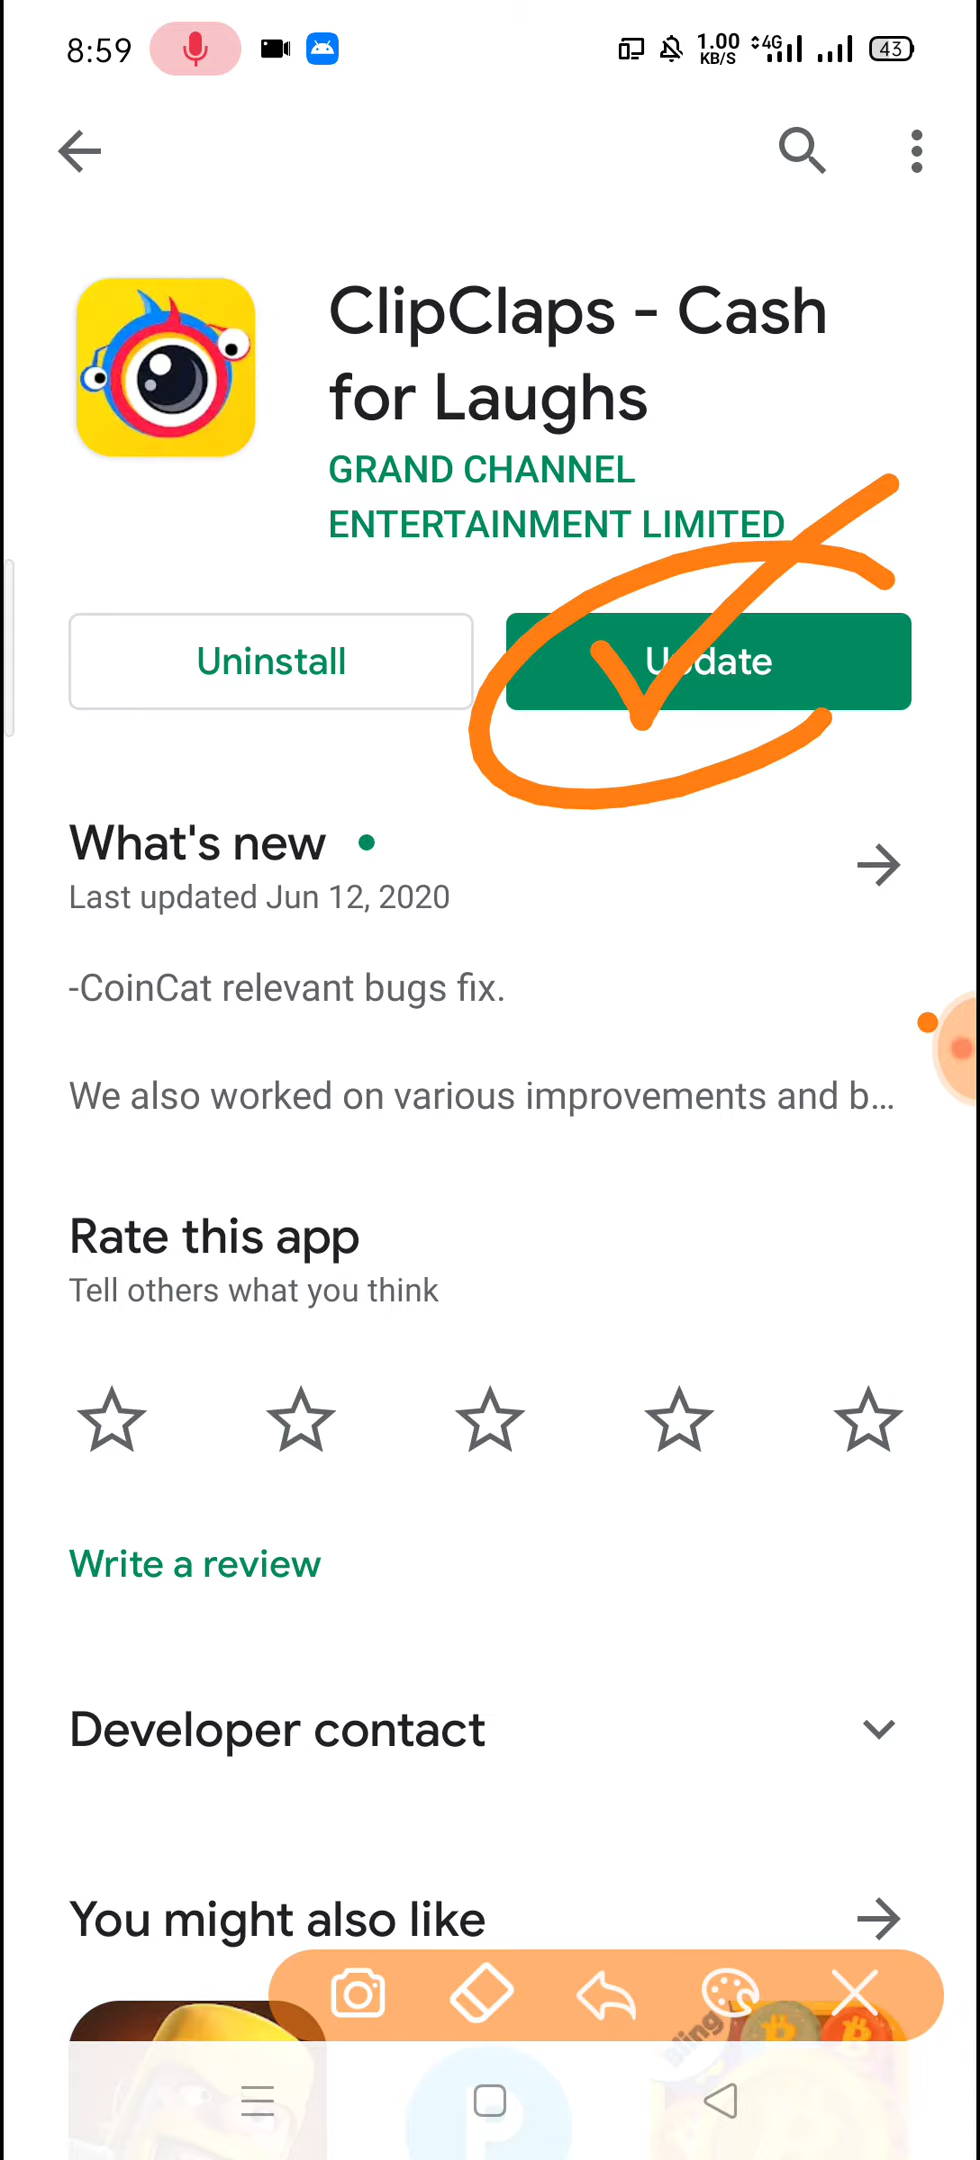 8:59
1.00
KB/S
4G
43
ClipClaps - Cash
for Laughs
GRAND CHANNEL
ENTERTAINMENT LIMITED
Uninstall
Update
What's new
Last updated Jun 12, 2020
-CoinCat relevant bugs fix.
We also worked on various improvements and b...
Rate this app
Tell others what you think
Write a review
Developer contact
You might also like
Bling